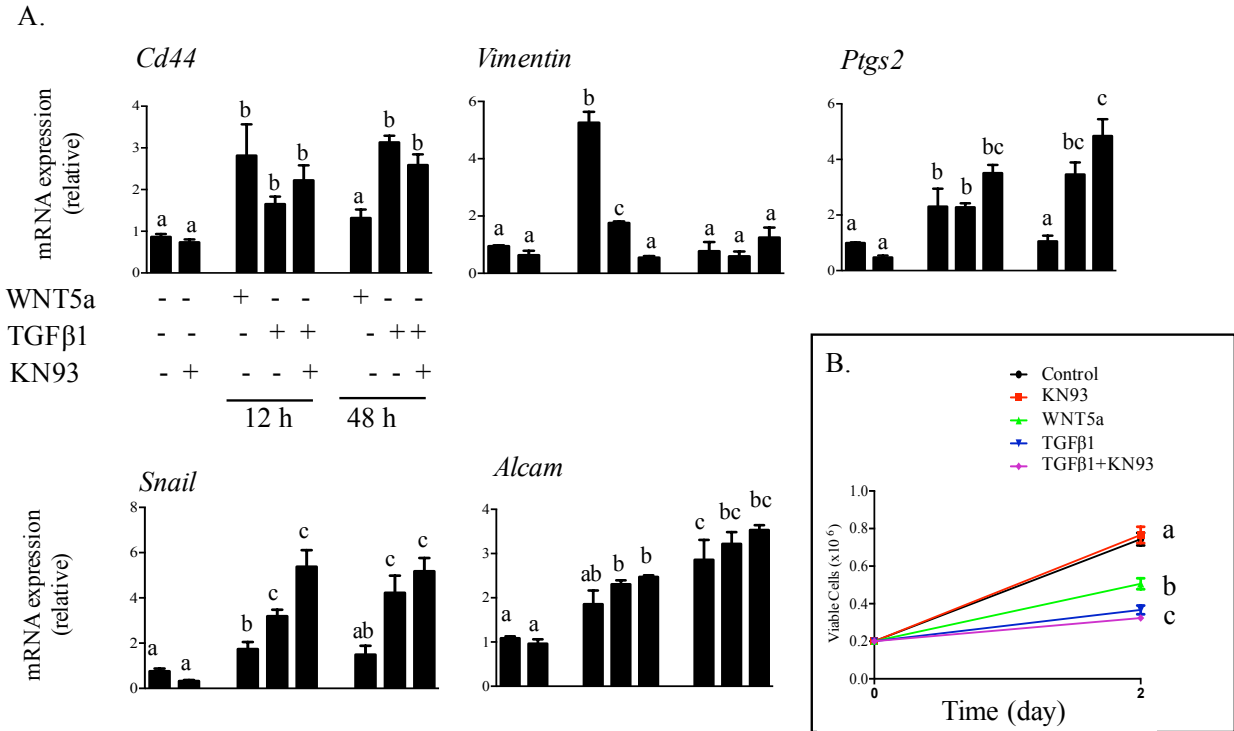 A.
Cd44
Vimentin
Ptgs2
mRNA expression
(relative)
4
3
2
1
0
a a b b b a b b
6
4
2
0
a a b c a a a a
6
4
2
0
a a b b bc a bc c
WNT5a - - + - - + - -
TGFβ1 - - - + + - + +
KN93 - + - - + - - +
12 h 48 h
Snail
Alcam
mRNA expression
(relative)
8
6
4
2
0
a a b c c ab c c
4
3
2
1
0
a a ab b b c bc bc
B.
Control
KN93
WNT5a
TGFβ1
TGFβ1+KN93
Viable Cells (x10⁶)
1.0
0.8
0.6
0.4
0.2
0.0
a
b
c
0 2
Time (day)